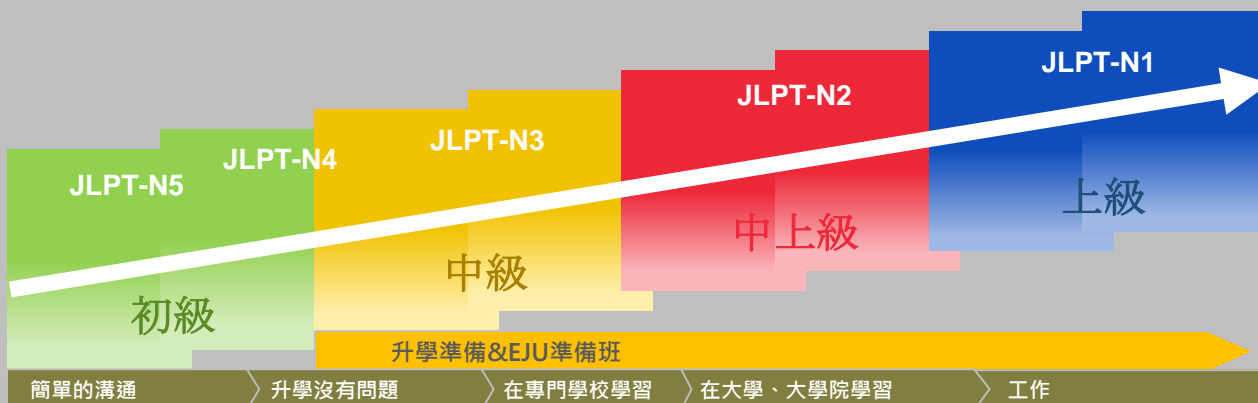 JLPT-N5
JLPT-N4
JLPT-N3
JLPT-N2
JLPT-N1
初級
中級
中上級
上級
升學準備&EJU準備班
簡單的溝通
升學沒有問題
在專門學校學習
在大學、大學院學習
工作